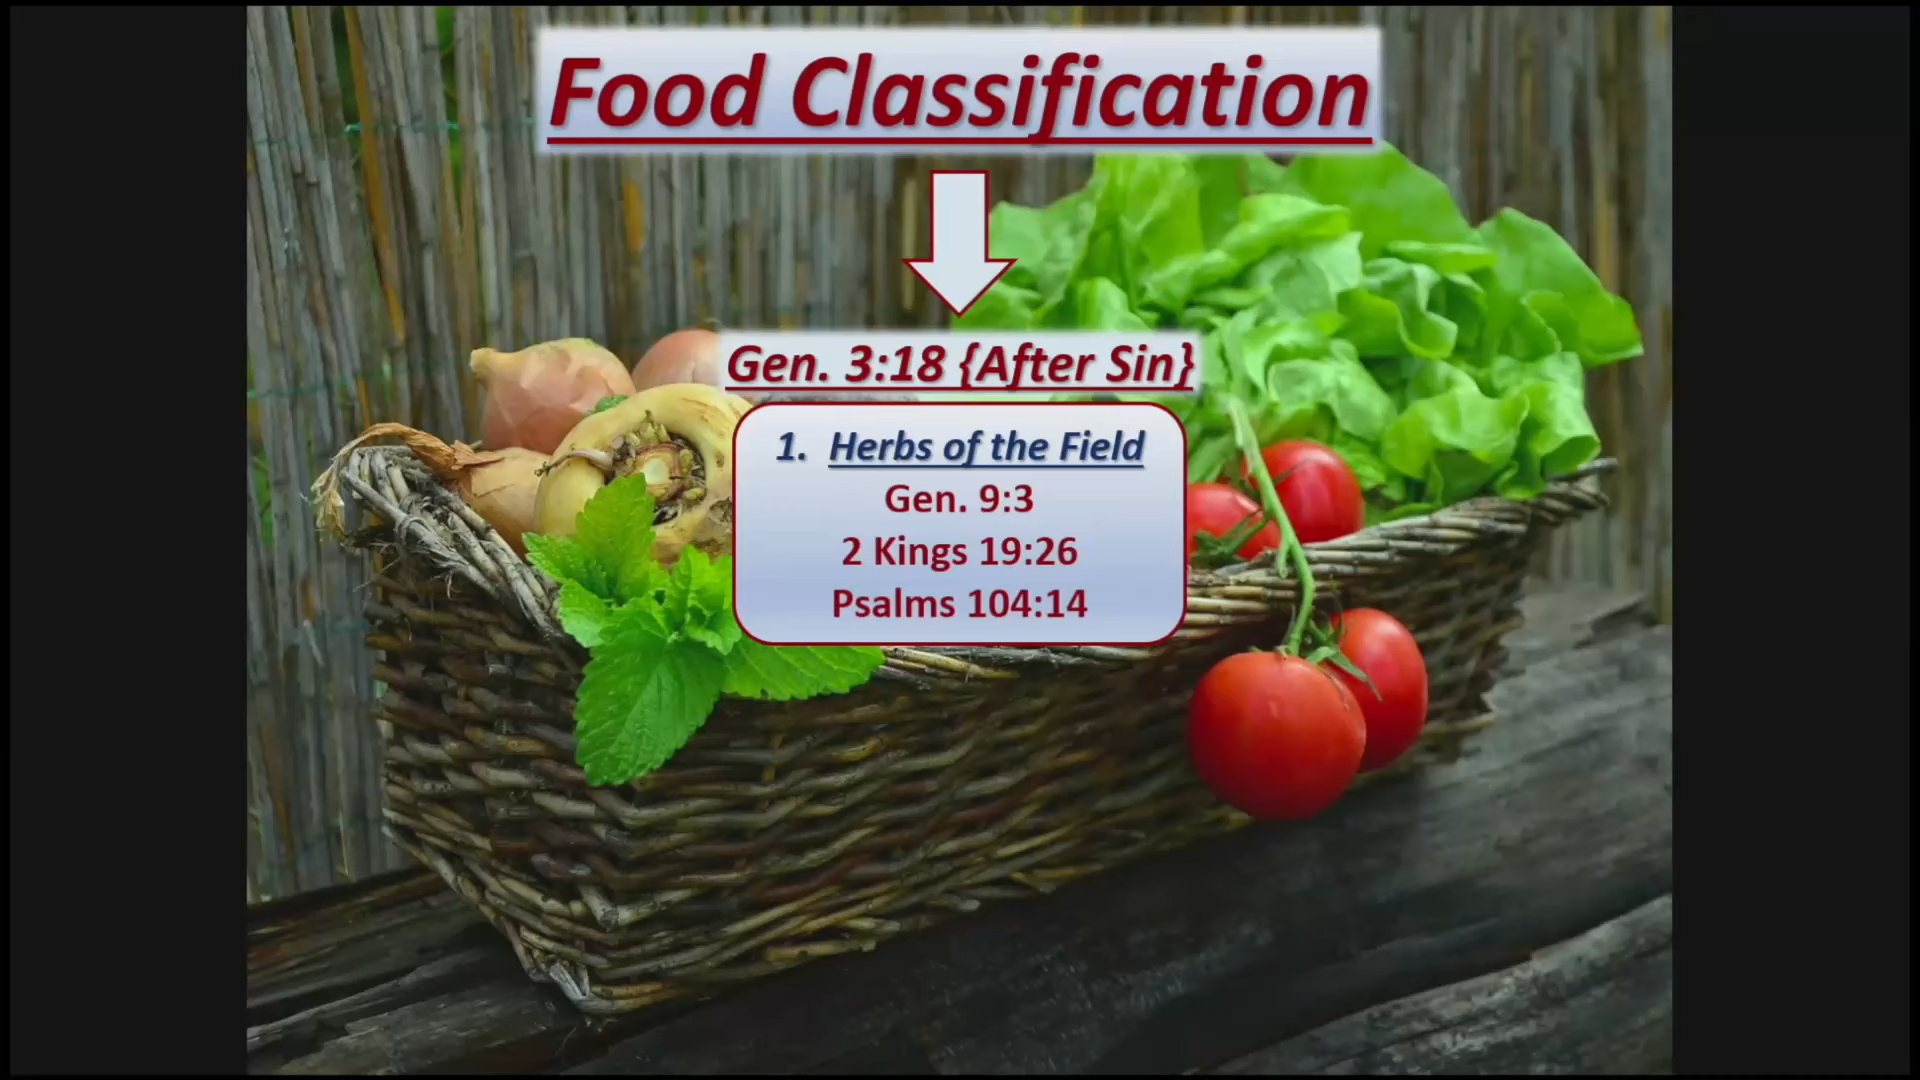 Food Classification
Gen. 3:18 {After Sin}
1. Herbs of the Field
Gen. 9:3
2 Kings 19:26
Psalms 104:14